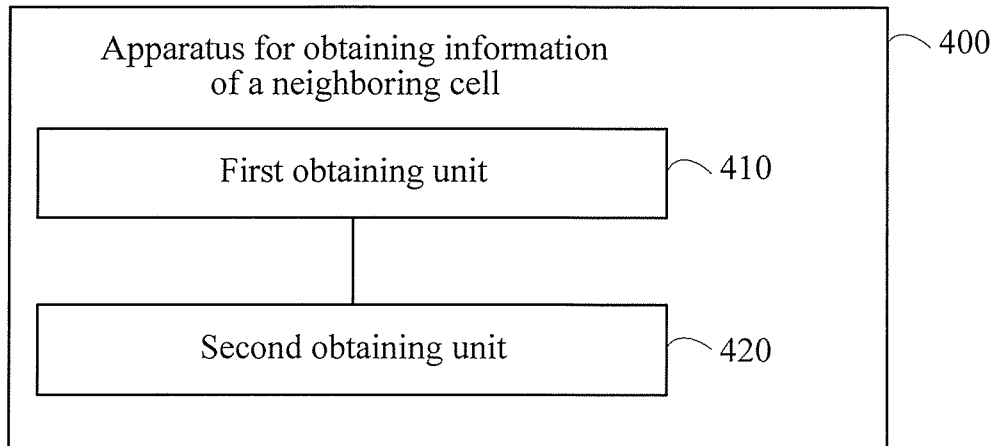 Apparatus for obtaining information
of a neighboring cell
400
First obtaining unit
410
Second obtaining unit
420